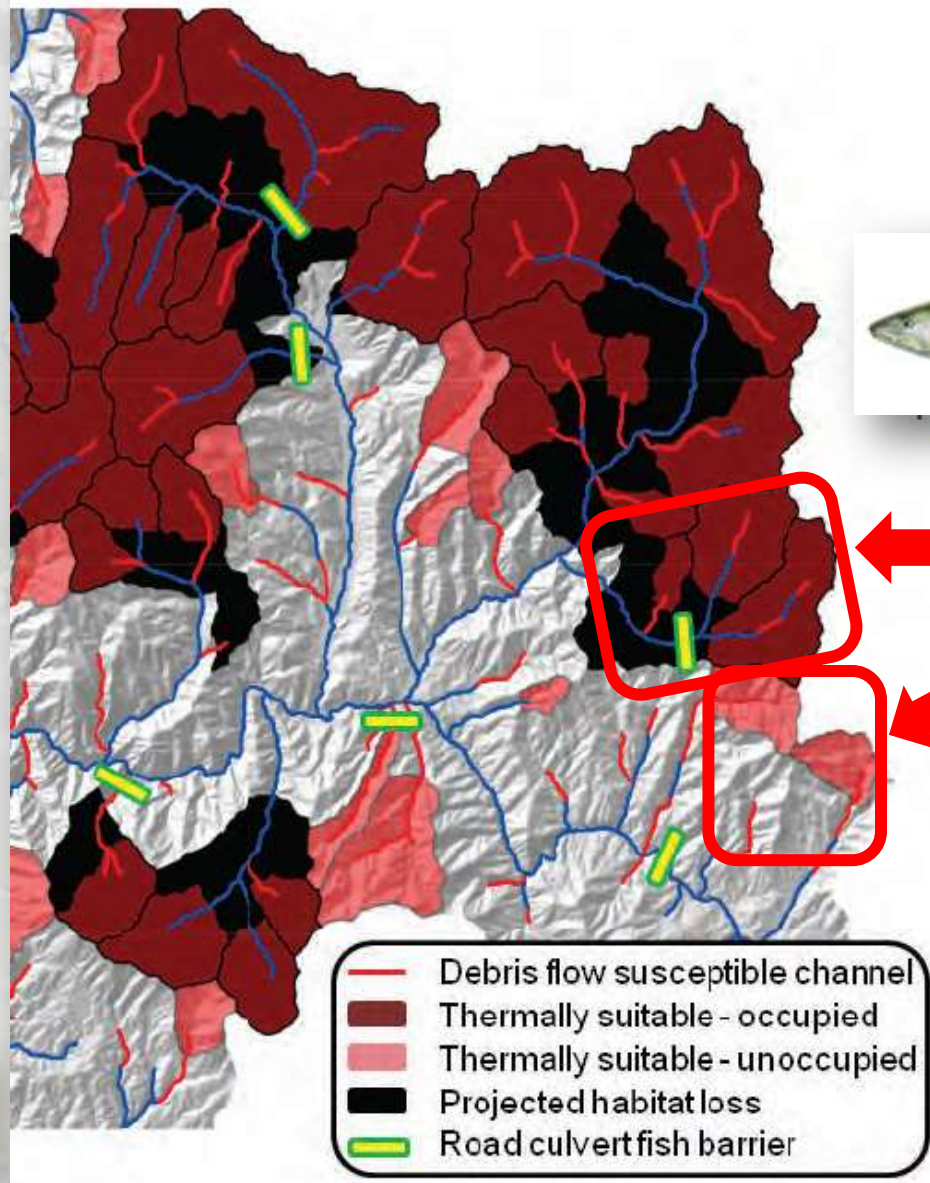 Debris flow susceptible channel
Thermally suitable - occupied
Thermally suitable - unoccupied
Projected habitat loss
Road culvert fish barrier